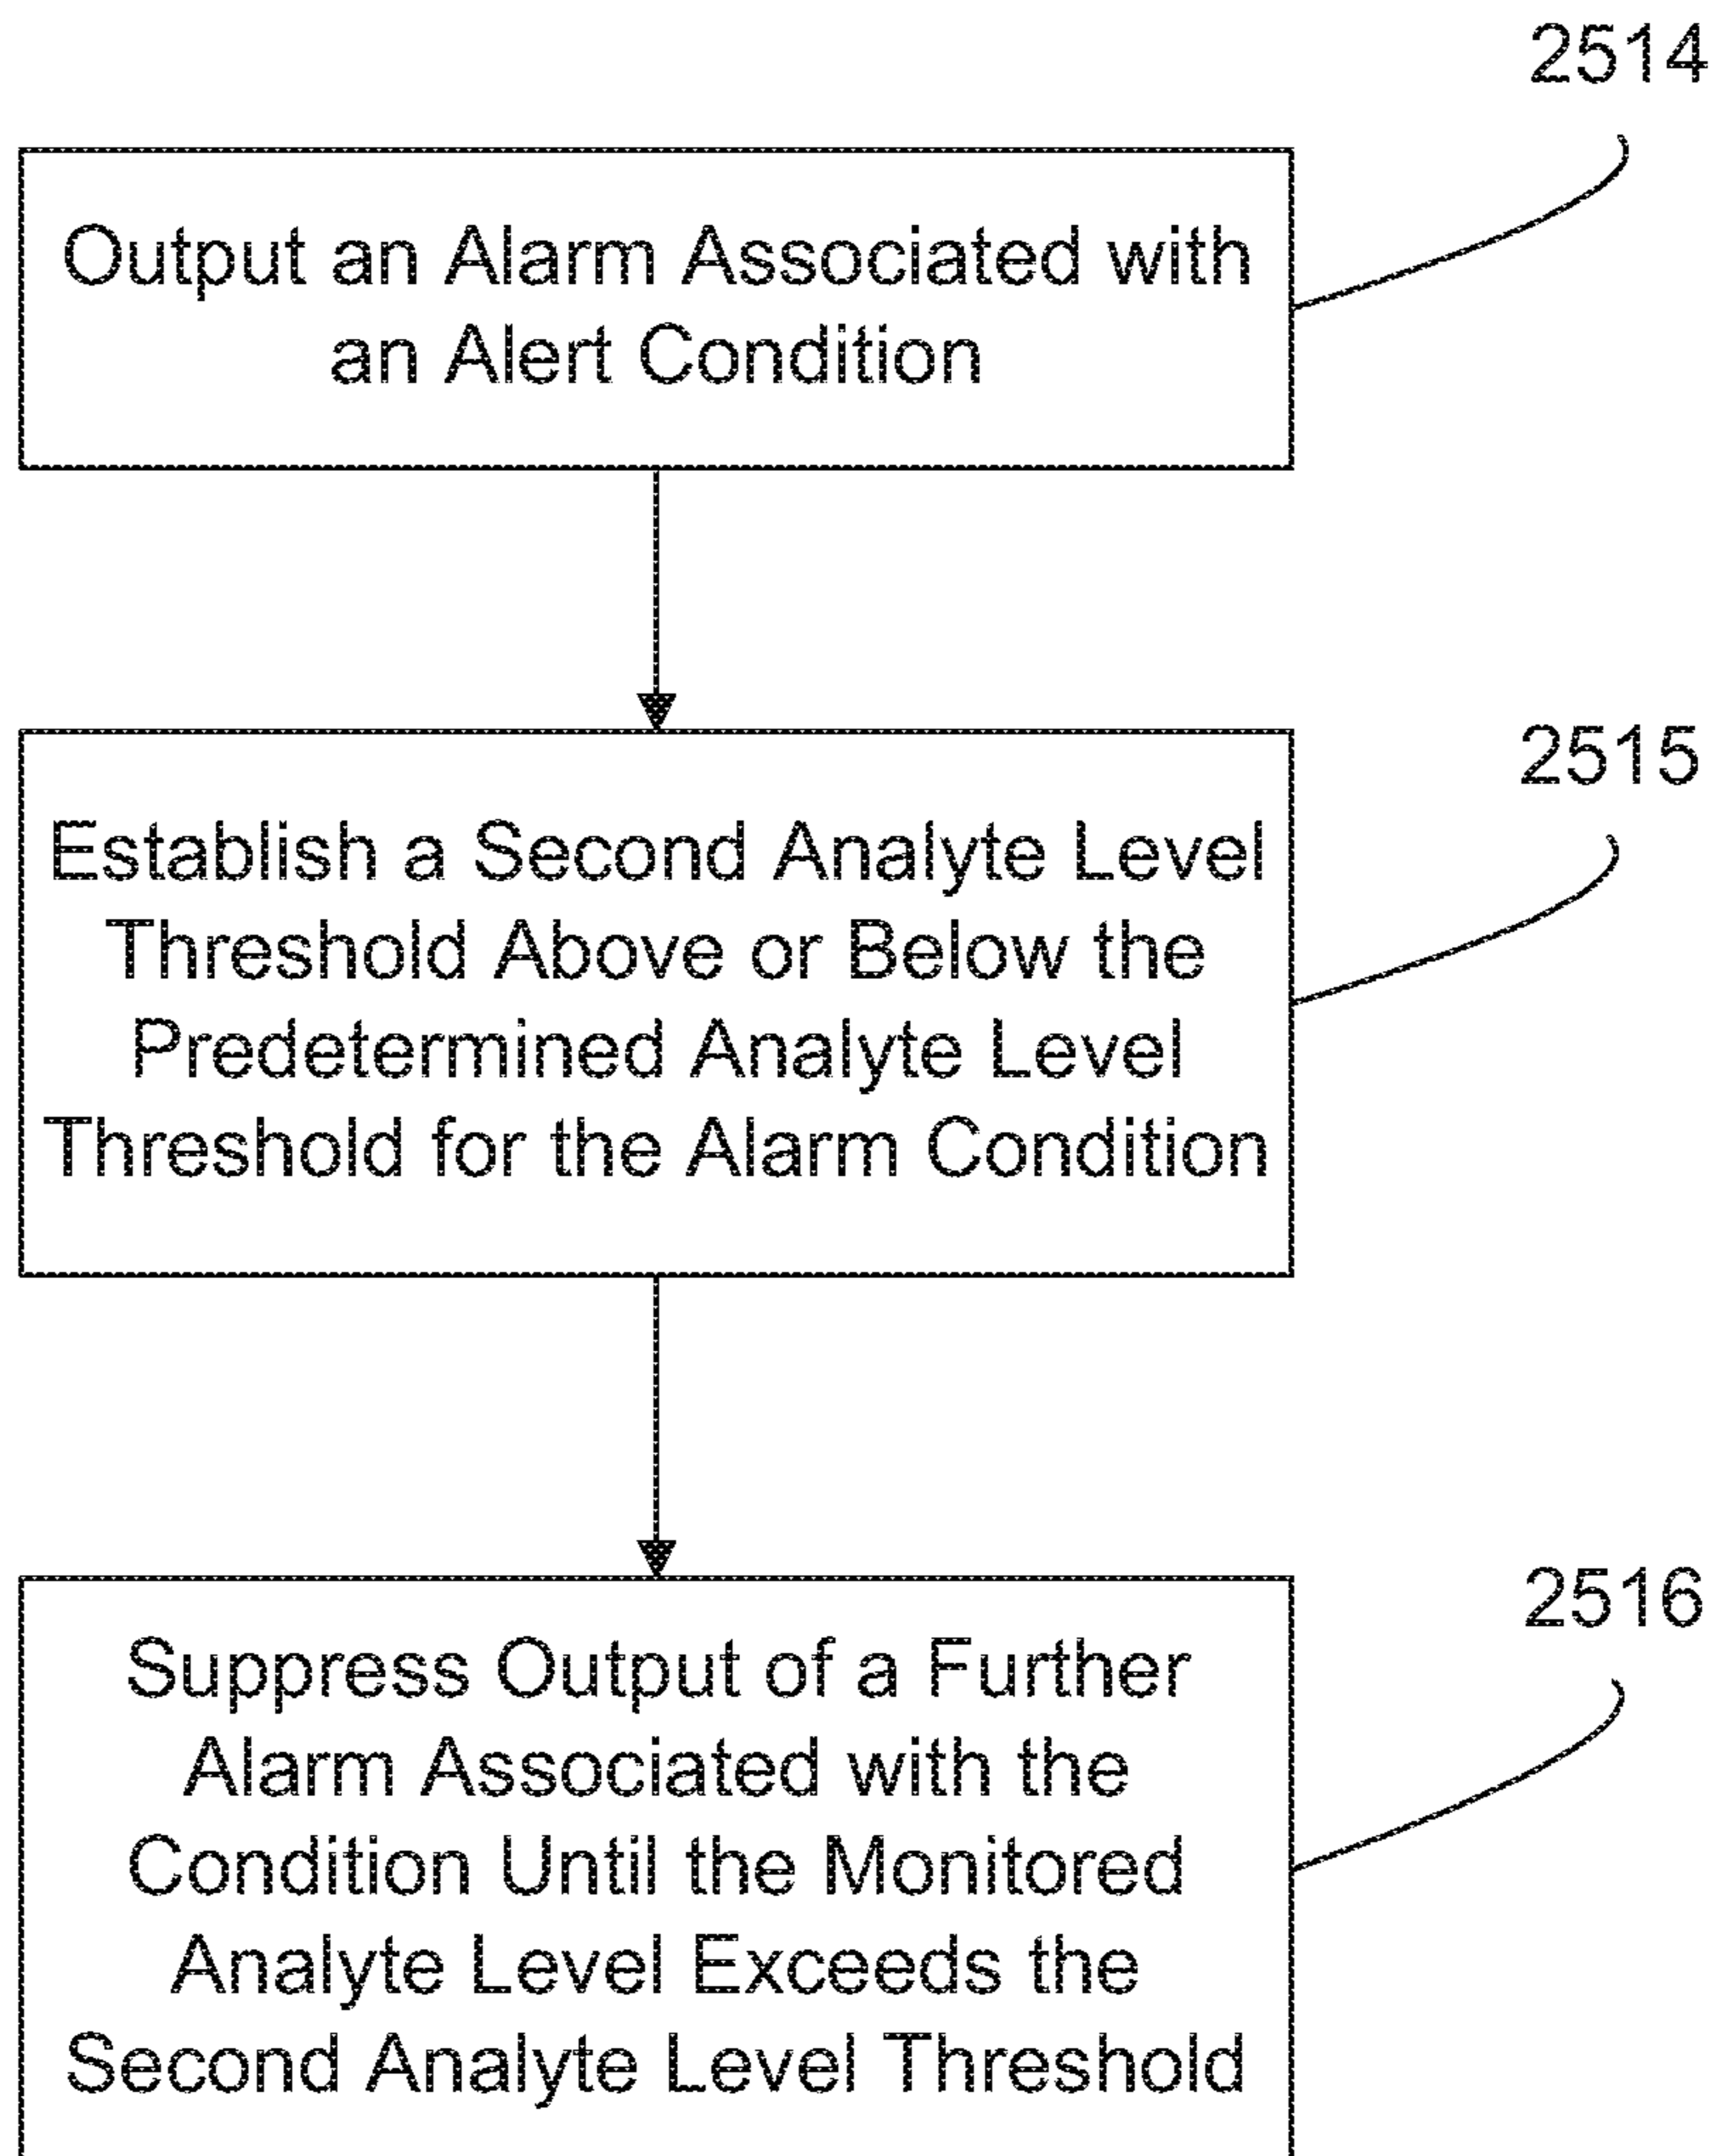 2514
Output an Alarm Associated with
an Alert Condition
2515
Establish a Second Analyte Level
Threshold Above or Below the
Predetermined Analyte Level
Threshold for the Alarm Condition
2516
Suppress Output of a Further
Alarm Associated with the
Condition Until the Monitored
Analyte Level Exceeds the
Second Analyte Level Threshold